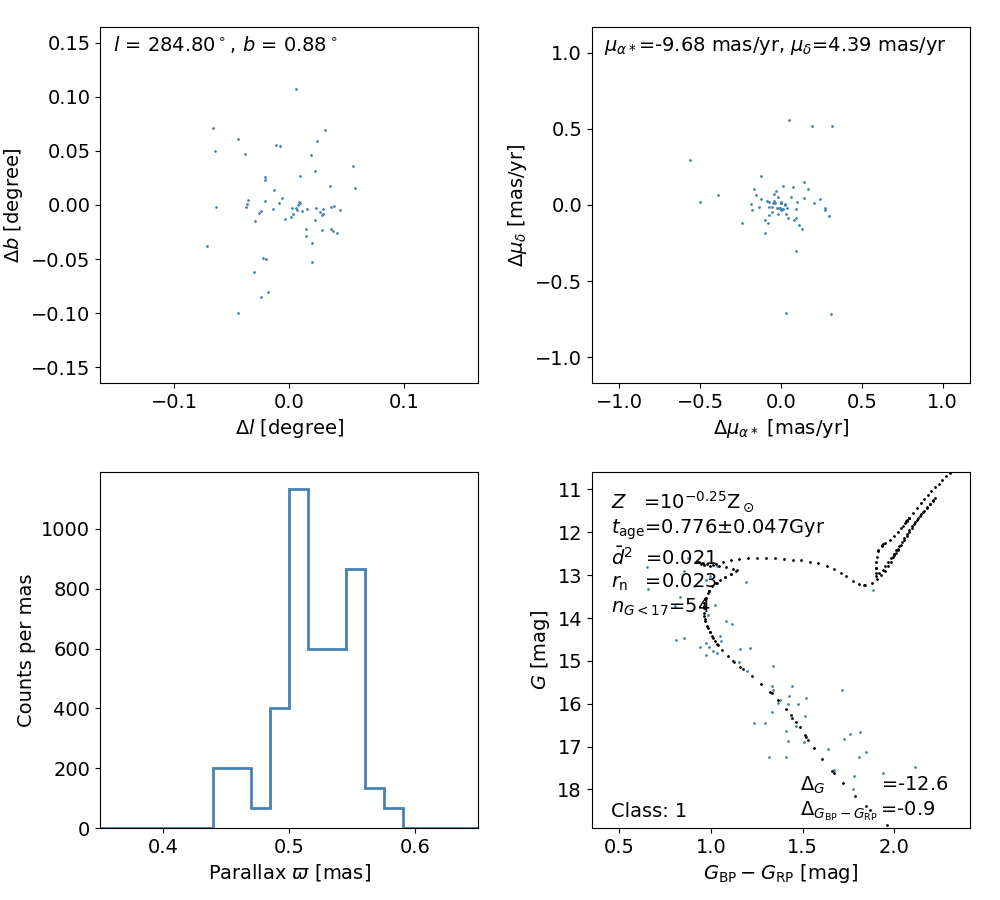 l = 284.80°, b = 0.88°
0.15
0.10
0.05
0.00
−0.05
−0.10
−0.15
−0.1
0.0
0.1
Δl [degree]
Δb [degree]
μα*=-9.68 mas/yr, μδ=4.39 mas/yr
1.0
0.5
0.0
−0.5
−1.0
−1.0
−0.5
0.0
0.5
1.0
Δμα* [mas/yr]
Δμδ [mas/yr]
1000
800
600
400
200
0
0.4
0.5
0.6
Parallax ϖ [mas]
Counts per mas
Z =10^−0.25 Z⊙
t_age=0.776±0.047Gyr
d̄² =0.021
r_n =0.023
n_G<17=54
Δ_G =-12.6
Class: 1
Δ_GBP−GRP=-0.9
11
12
13
14
15
16
17
18
0.5
1.0
1.5
2.0
G_BP − G_RP [mag]
G [mag]